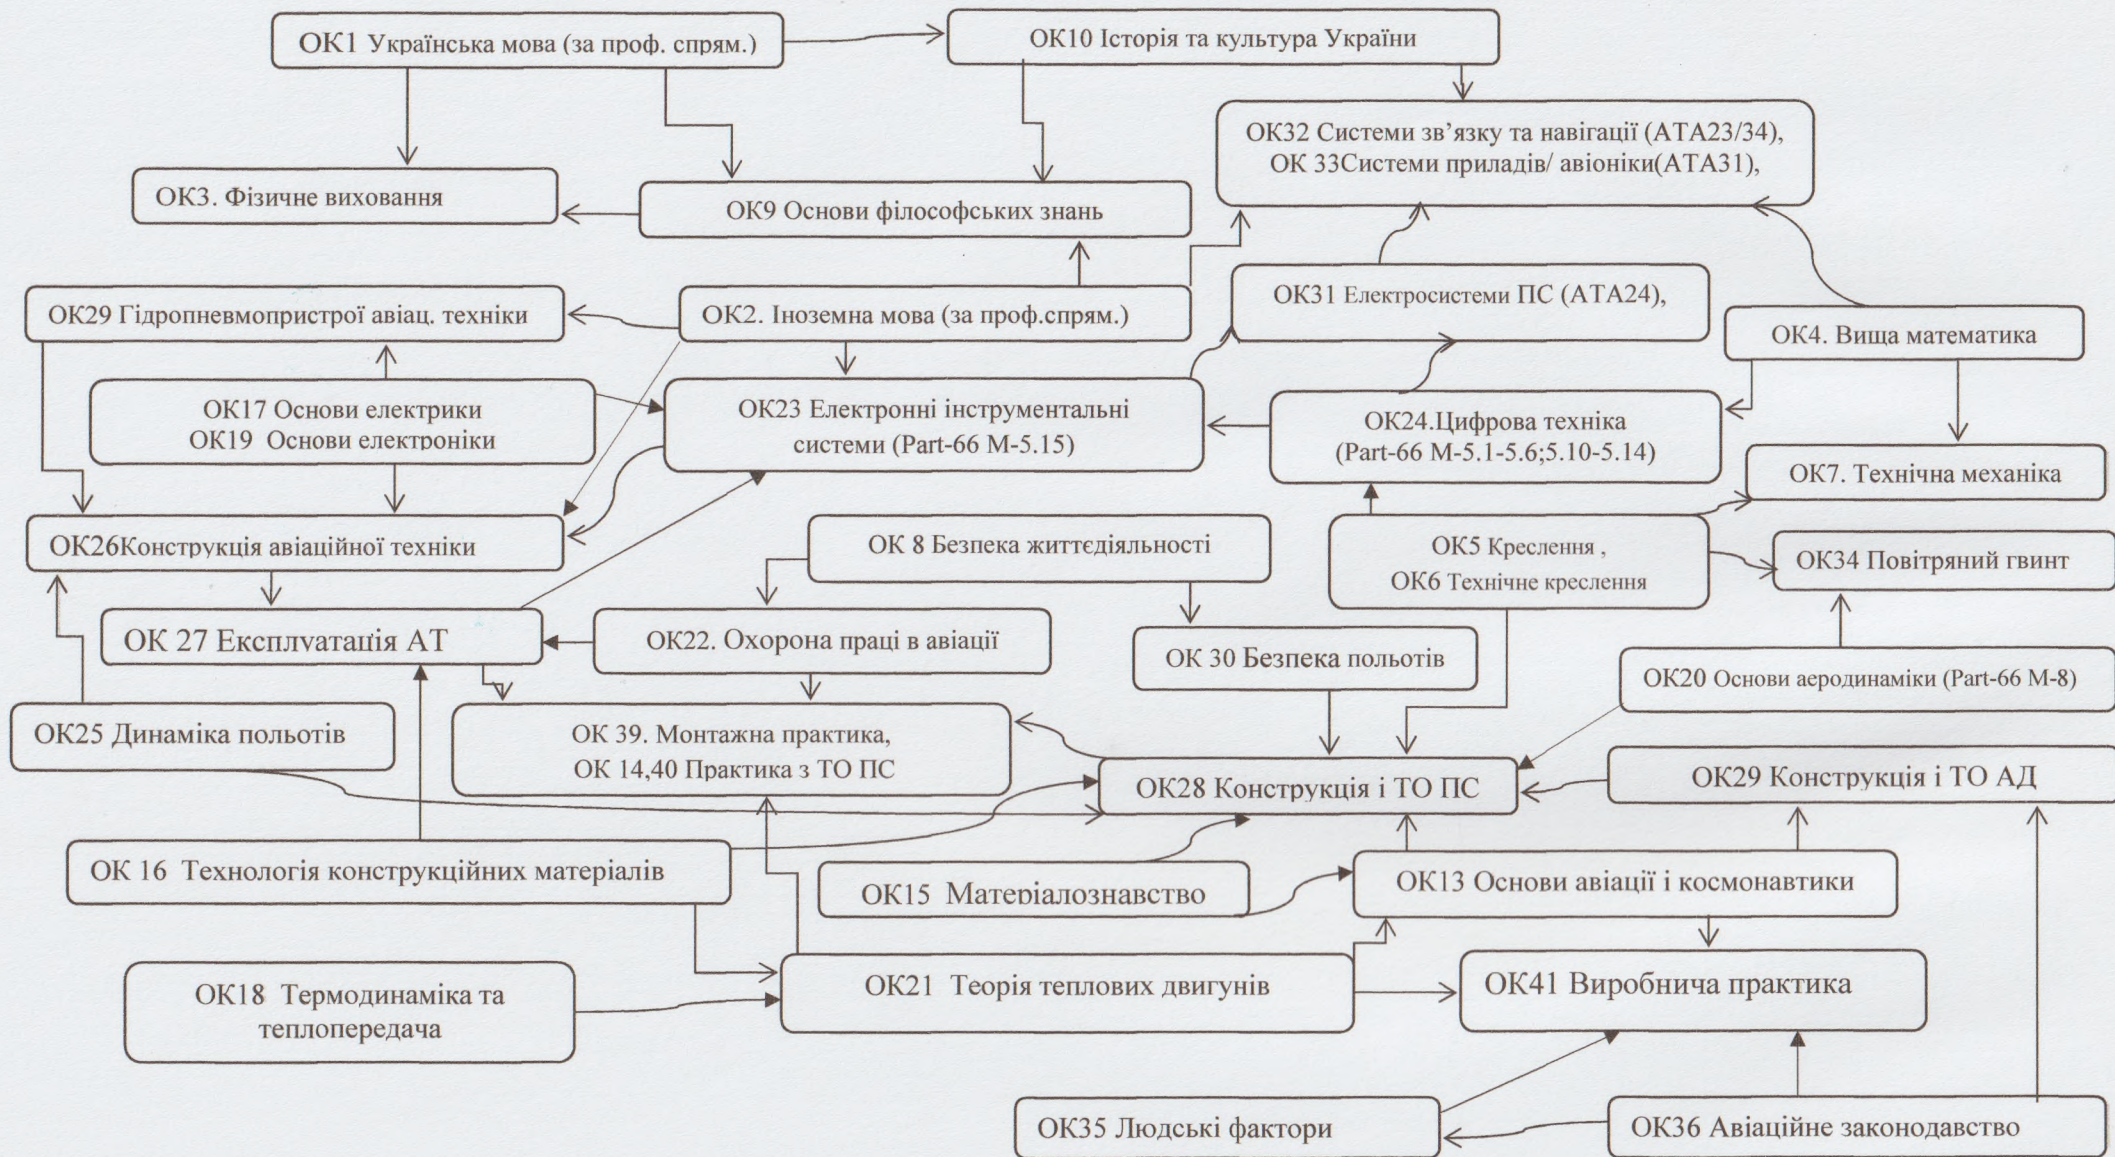 ОК1 Українська мова (за проф. спрям.)
ОК10 Історія та культура України
ОК32 Системи зв’язку та навігації (АТА23/34),
ОК 33Системи приладів/ авіоніки(АТА31),
ОК3. Фізичне виховання
ОК9 Основи філософських знань
ОК29 Гідропневмопристрої авіац. техніки
ОК2. Іноземна мова (за проф.спрям.)
ОК31 Електросистеми ПС (АТА24),
ОК4. Вища математика
ОК17 Основи електрики
ОК19 Основи електроніки
ОК23 Електронні інструментальні
системи (Part-66 М-5.15)
ОК24.Цифрова техніка
(Part-66 М-5.1-5.6;5.10-5.14)
ОК7. Технічна механіка
ОК26Конструкція авіаційної техніки
ОК 8 Безпека життєдіяльності
ОК5 Креслення ,
ОК6 Технічне креслення
ОК34 Повітряний гвинт
ОК 27 Експлуатація АТ
ОК22. Охорона праці в авіації
ОК 30 Безпека польотів
ОК20 Основи аеродинаміки (Part-66 М-8)
ОК25 Динаміка польотів
ОК 39. Монтажна практика,
ОК 14,40 Практика з ТО ПС
ОК28 Конструкція і ТО ПС
ОК29 Конструкція і ТО АД
ОК 16 Технологія конструкційних матеріалів
ОК15 Матеріалознавство
ОК13 Основи авіації і космонавтики
ОК18 Термодинаміка та
теплопередача
ОК21 Теорія теплових двигунів
ОК41 Виробнича практика
ОК35 Людські фактори
ОК36 Авіаційне законодавство